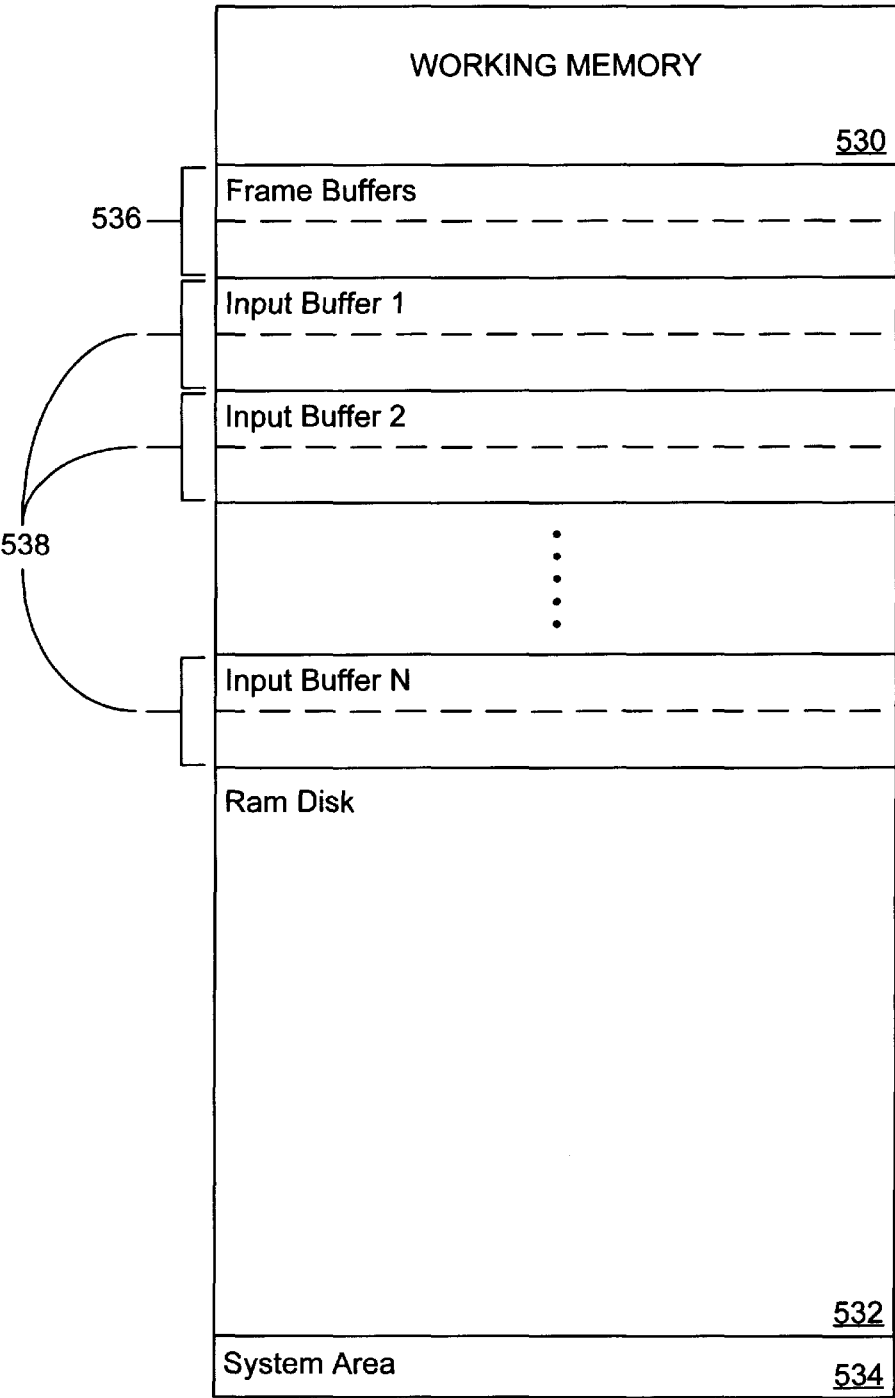 WORKING MEMORY
530
Frame Buffers
536
Input Buffer 1
Input Buffer 2
538
Input Buffer N
Ram Disk
532
System Area
534